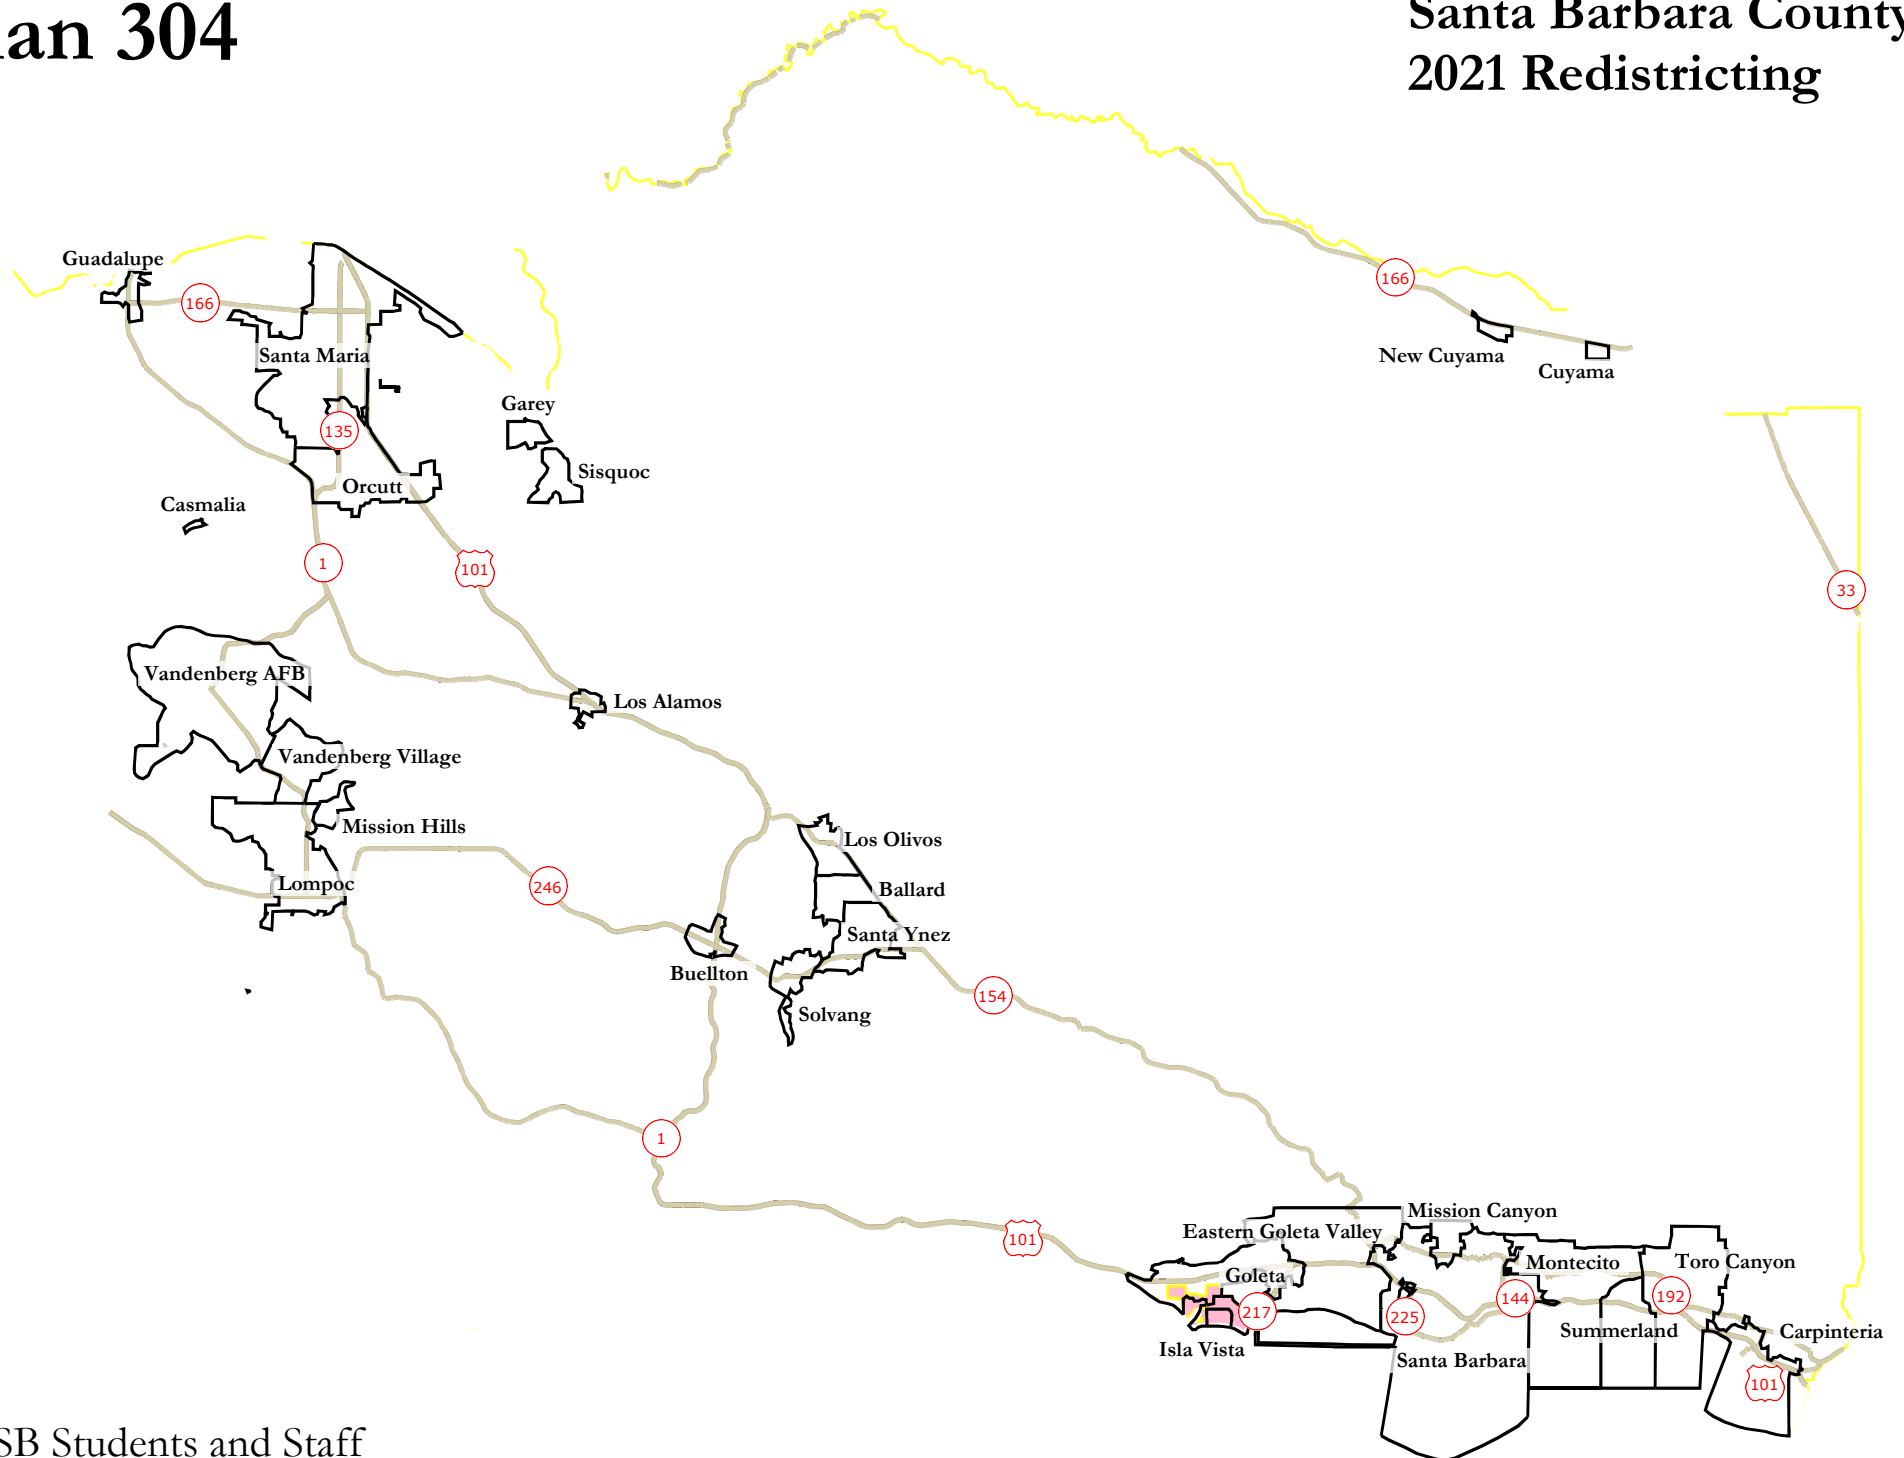 an 304
Santa Barbara County
2021 Redistricting
Guadalupe
166
166
Santa Maria
New Cuyama
Cuyama
Garey
135
Sisquoc
Orcutt
Casmalia
1
101
33
Vandenberg AFB
Los Alamos
Vandenberg Village
Mission Hills
Los Olivos
Lompoc
246
Ballard
Santa Ynez
Buellton
154
Solvang
1
101
Mission Canyon
Eastern Goleta Valley
Montecito
Toro Canyon
Goleta
217
225
144
192
Summerland
Carpinteria
Isla Vista
Santa Barbara
101
SB Students and Staff